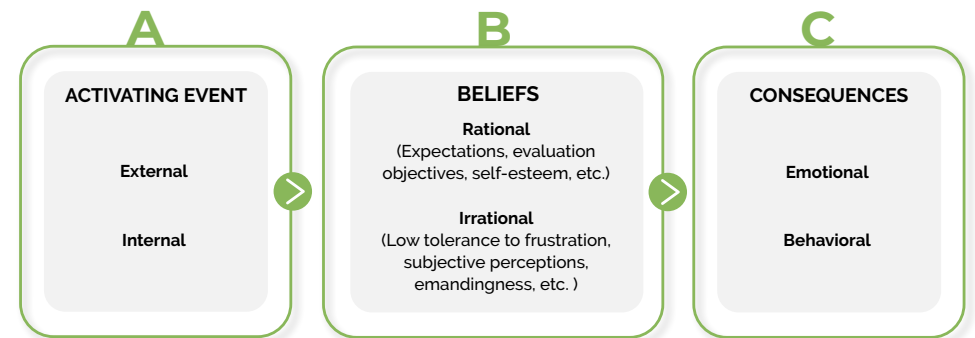 A
ACTIVATING EVENT
External
Internal
B
BELIEFS
Rational
(Expectations, evaluation
objectives, self-esteem, etc.)
Irrational
(Low tolerance to frustration,
subjective perceptions,
emandingness, etc. )
C
CONSEQUENCES
Emotional
Behavioral